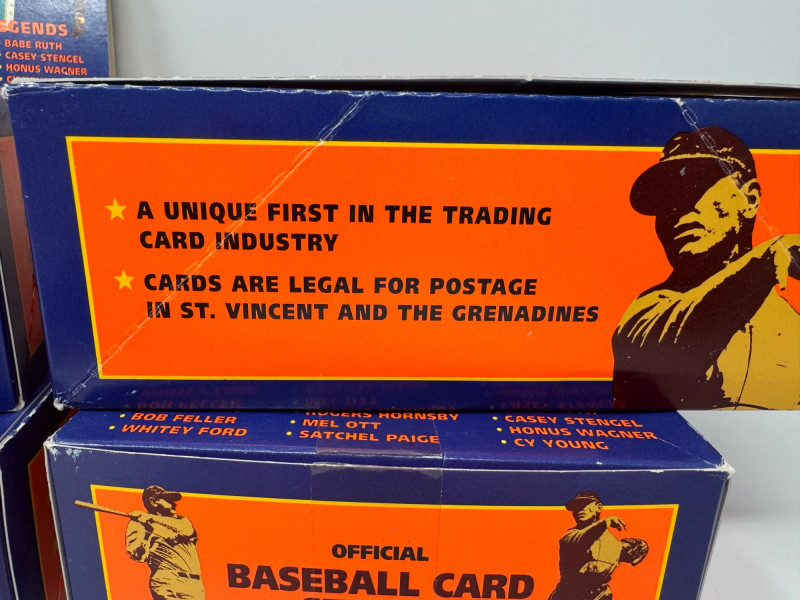 GENDS
• BABE RUTH
• CASEY STENGEL
• HONUS WAGNER
A UNIQUE FIRST IN THE TRADING
CARD INDUSTRY
CARDS ARE LEGAL FOR POSTAGE
IN ST. VINCENT AND THE GRENADINES
• BOB FELLER
• WHITEY FORD
ROGERS HORNSBY
• MEL OTT
• SATCHEL PAIGE
• CASEY STENGEL
• HONUS WAGNER
• CY YOUNG
OFFICIAL
BASEBALL CARD